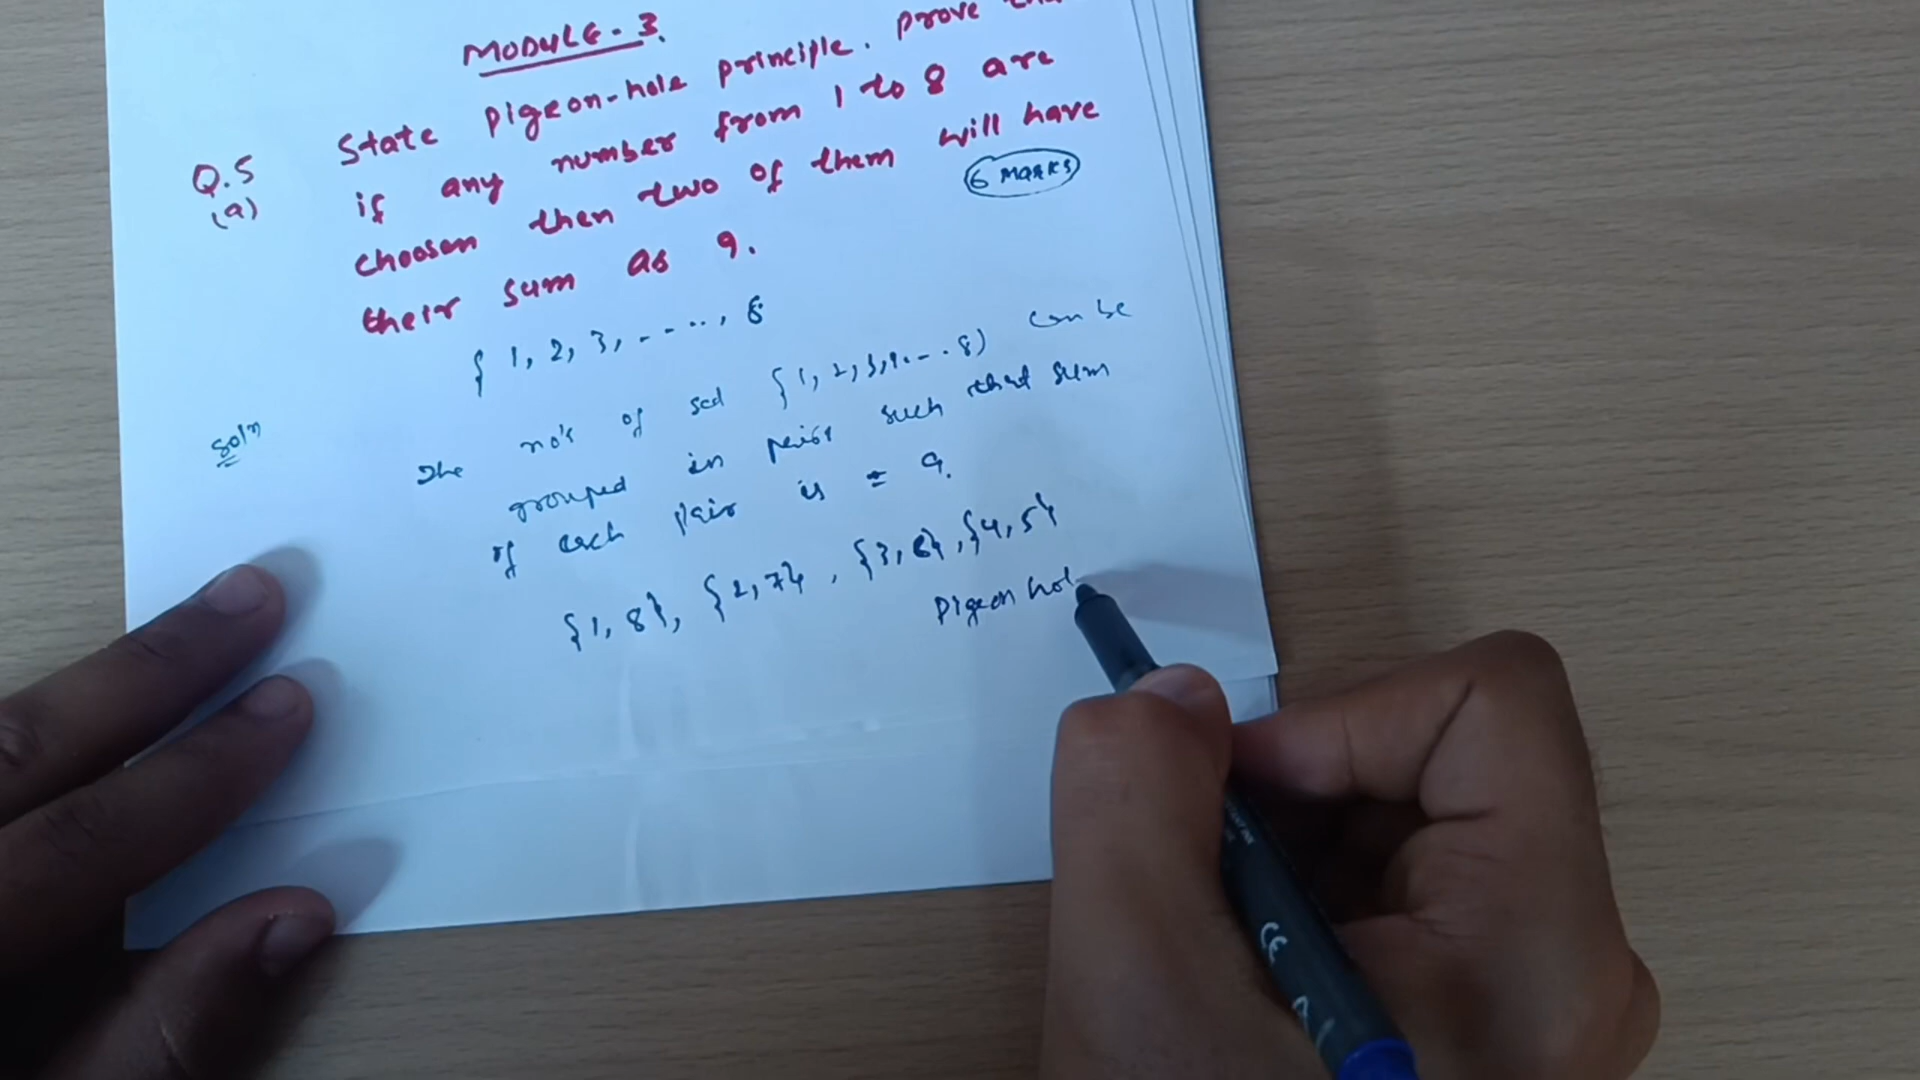 MODULE-3.
Q.5 State Pigeon-hole principle. prove
(a) if any number from 1 to 8 are
choosen then two of them will have
their sum as 9. 6 MARKS
{ 1, 2, 3, - - .., 8
Soln The no's of set {1, 2, 3, 4. - . 8} can be
grouped in pairs such that sum
of each pair is = 9.
{1, 8}, {2, 7}, {3, 6}, {4, 5}
Pigeon hol
CE